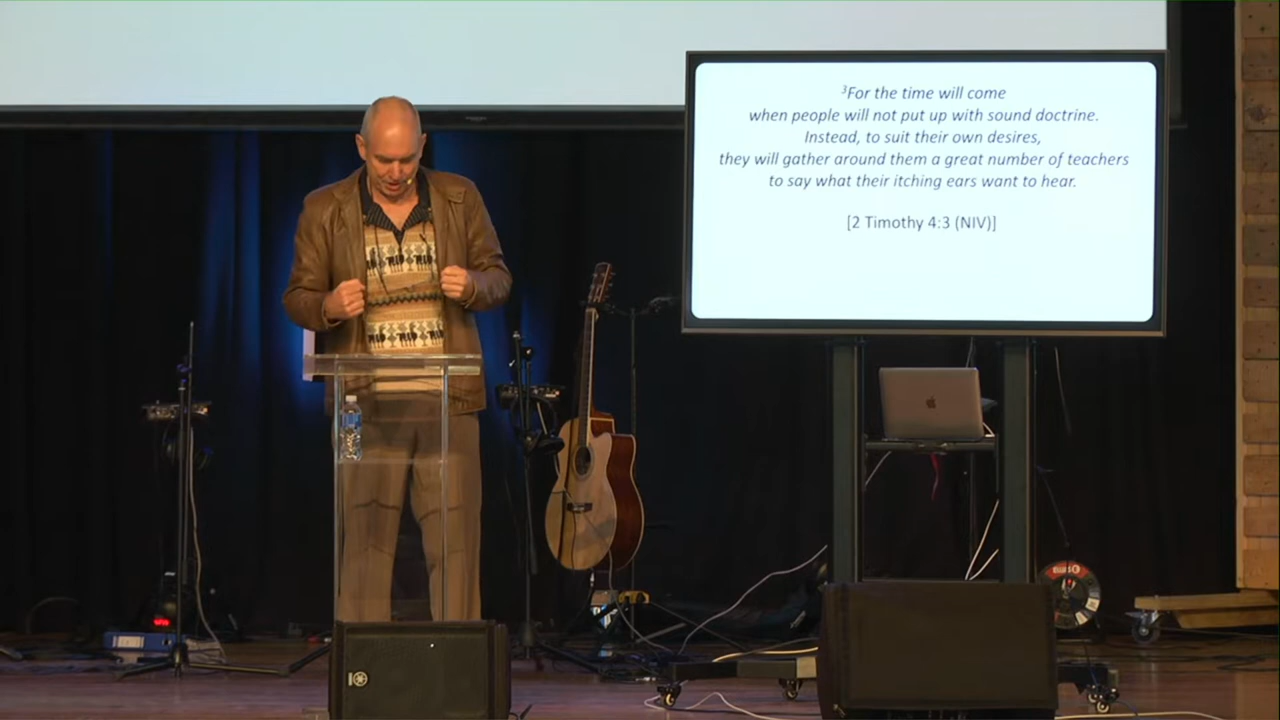 ³For the time will come
when people will not put up with sound doctrine.
Instead, to suit their own desires,
they will gather around them a great number of teachers
to say what their itching ears want to hear.
[2 Timothy 4:3 (NIV)]